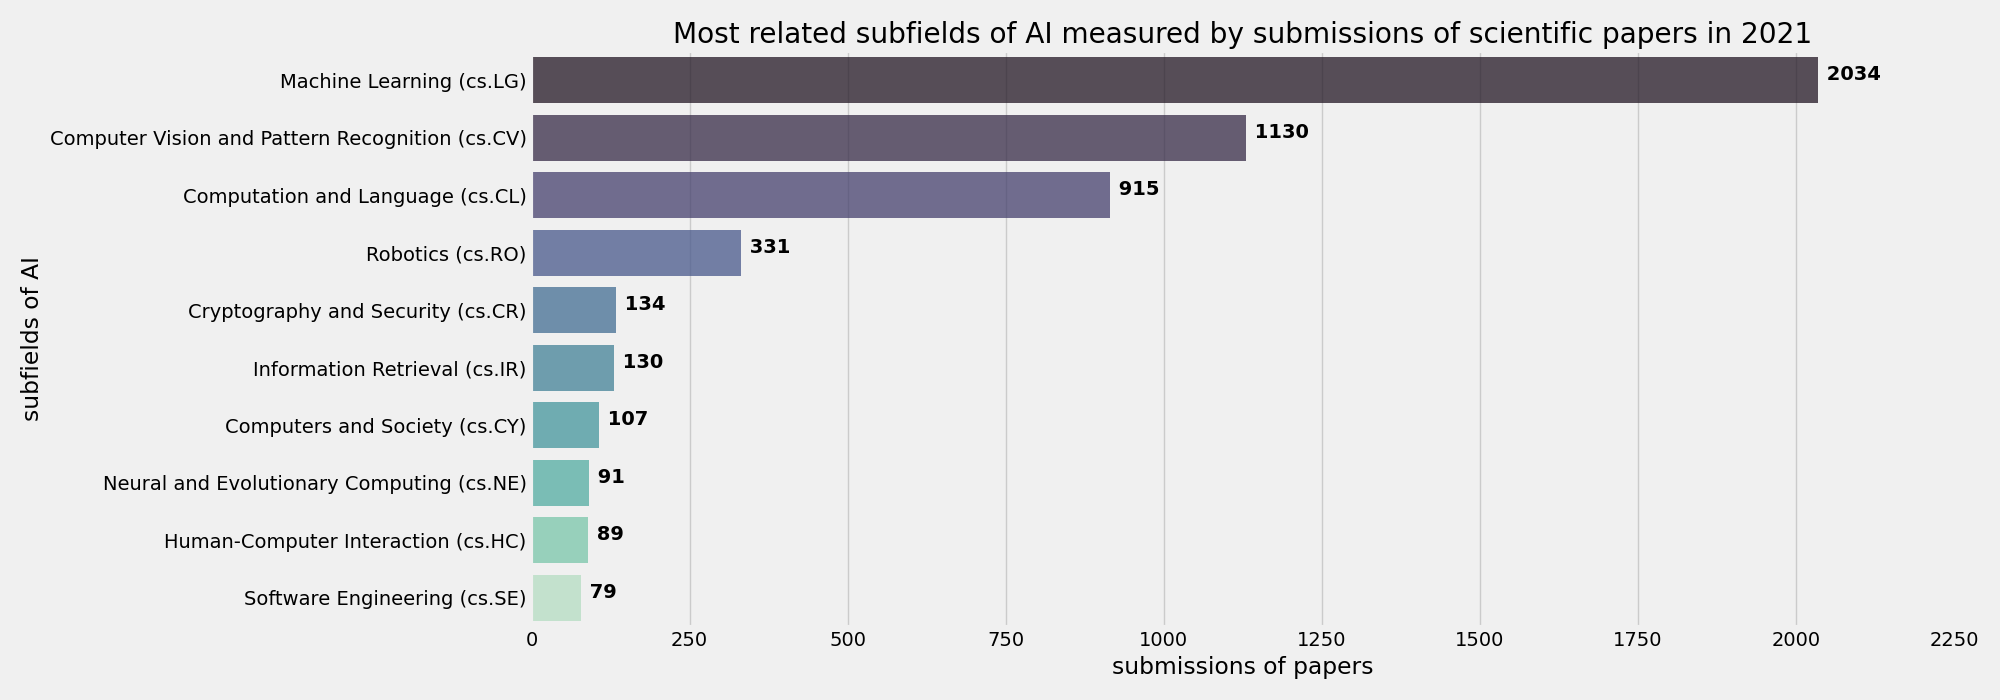 Most related subfields of AI measured by submissions of scientific papers in 2021
Machine Learning (cs.LG) 2034
Computer Vision and Pattern Recognition (cs.CV) 1130
Computation and Language (cs.CL) 915
Robotics (cs.RO) 331
Cryptography and Security (cs.CR) 134
Information Retrieval (cs.IR) 130
Computers and Society (cs.CY) 107
Neural and Evolutionary Computing (cs.NE) 91
Human-Computer Interaction (cs.HC) 89
Software Engineering (cs.SE) 79
subfields of AI
0 250 500 750 1000 1250 1500 1750 2000 2250
submissions of papers